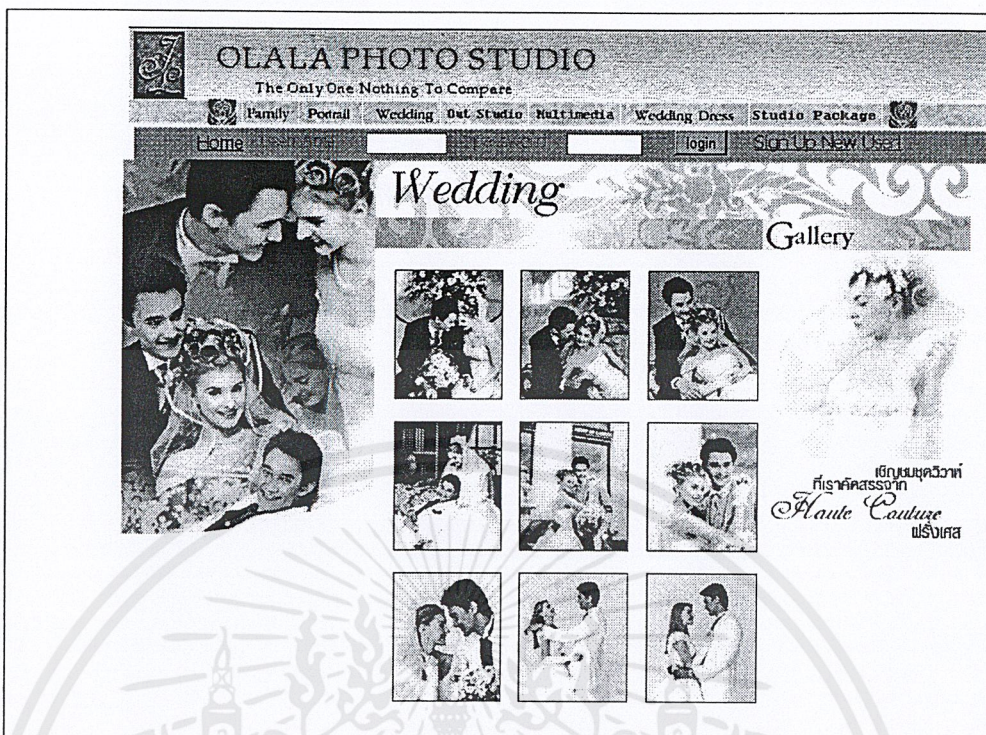 OLALA PHOTO STUDIO
The Only One Nothing To Compare
Family Portrail Wedding Out Studio Multimedia Wedding Dress Studio Package
Home login Sign Up New User
Wedding
Gallery
เชิญชมชุดวิวาห์
ที่เราคัดสรรจาก
Haute Couture
ฝรั่งเศส